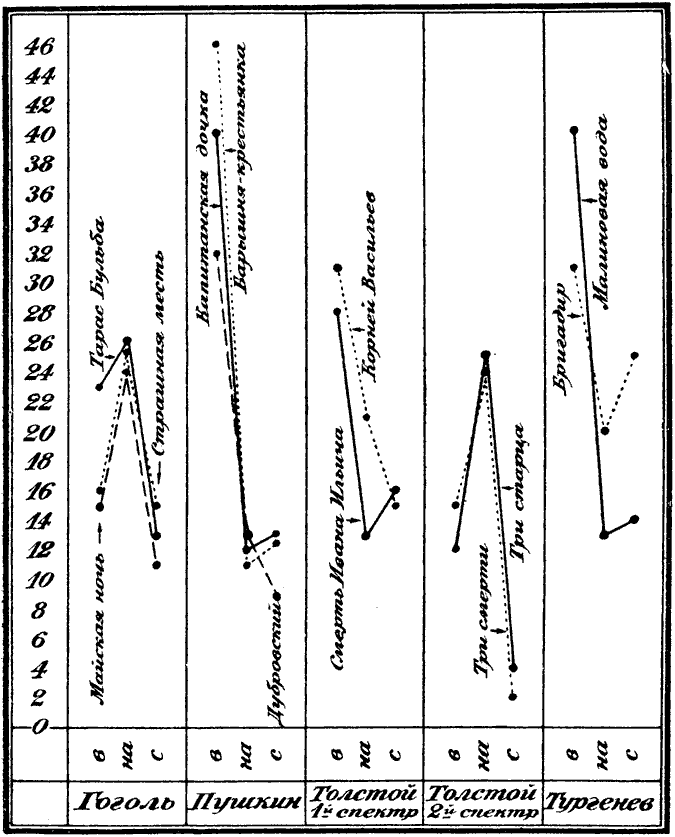 46
44
42
40
38
36
34
32
30
28
26
24
22
20
18
16
14
12
10
8
6
4
2
0
Тарас Бульба
Страшная месть
Майская ночь
Капитанская дочка
Барышня-крестьянка
Дубровский
Корней Васильев
Смерть Ивана Ильича
Три старца
Три смерти
Бригадир
Малиновая вода
в на с
в на с
в на с
в на с
в на с
Гоголь
Пушкин
Толстой
1й спектр
Толстой
2й спектр
Тургенев